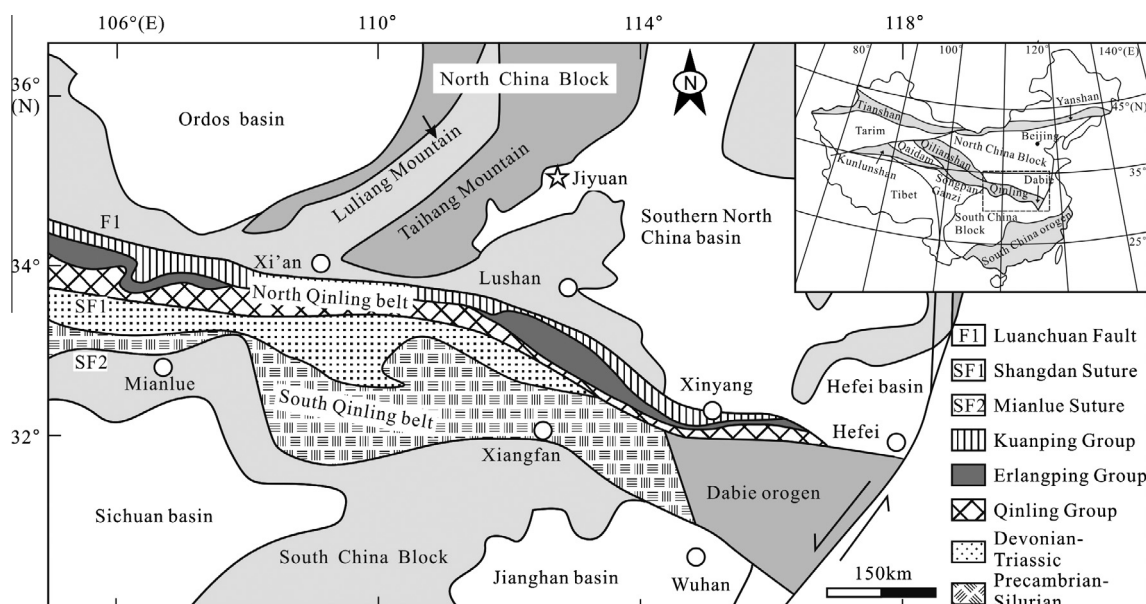 106°(E)
110°
114°
118°
36°
(N)
34°
32°
North China Block
Ordos basin
Luliang Mountain
Taihang Mountain
N
Jiyuan
Southern North
China basin
F1
Xi'an
Lushan
North Qinling belt
SF1
SF2
Mianlue
South Qinling belt
Xinyang
Hefei basin
Hefei
Xiangfan
Dabie orogen
Sichuan basin
South China Block
Jianghan basin
Wuhan
150km
80°
100°
120°
140°(E)
45°(N)
35°
25°
Tianshan
Yanshan
Tarim
Beijing
North China Block
Qilianshan
Qaidam
Kunlunshan
Songpan
Ganzi
Dabie
Qinling
Tibet
South China
Block
South China orogen
F1 Luanchuan Fault
SF1 Shangdan Suture
SF2 Mianlue Suture
Kuanping Group
Erlangping Group
Qinling Group
Devonian-
Triassic
Precambrian-
Silurian